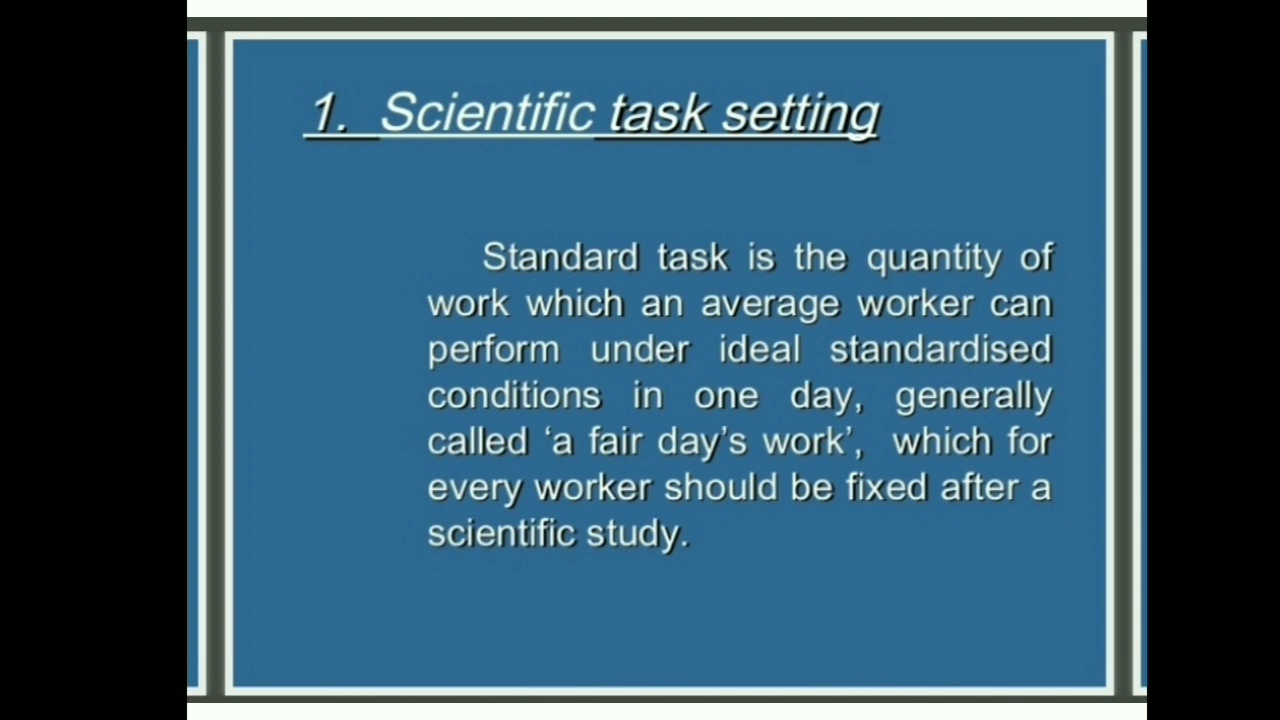 1. Scientific task setting
Standard task is the quantity of
work which an average worker can
perform under ideal standardised
conditions in one day, generally
called ‘a fair day’s work’, which for
every worker should be fixed after a
scientific study.